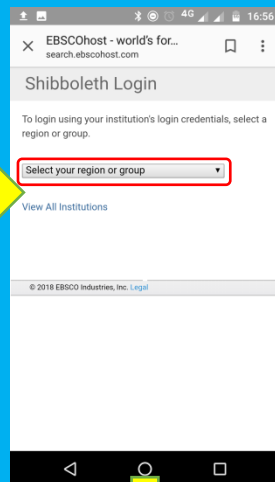 4G 16:56
EBSCOhost - world's for...
search.ebscohost.com
Shibboleth Login
To login using your institution's login credentials, select a
region or group.
Select your region or group
View All Institutions
© 2018 EBSCO Industries, Inc. Legal